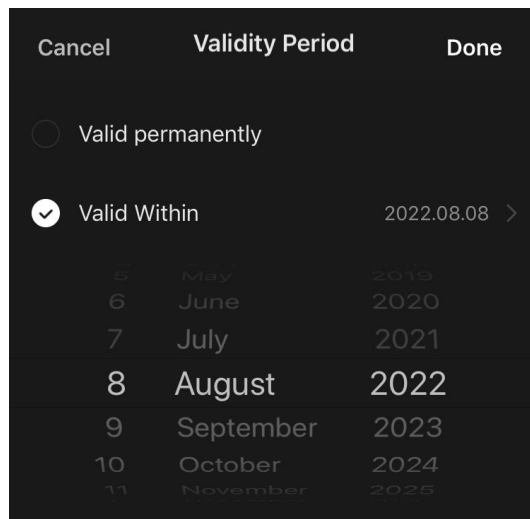 Cancel Validity Period Done
Valid permanently
Valid Within 2022.08.08
5 May 2019
6 June 2020
7 July 2021
8 August 2022
9 September 2023
10 October 2024
11 November 2025